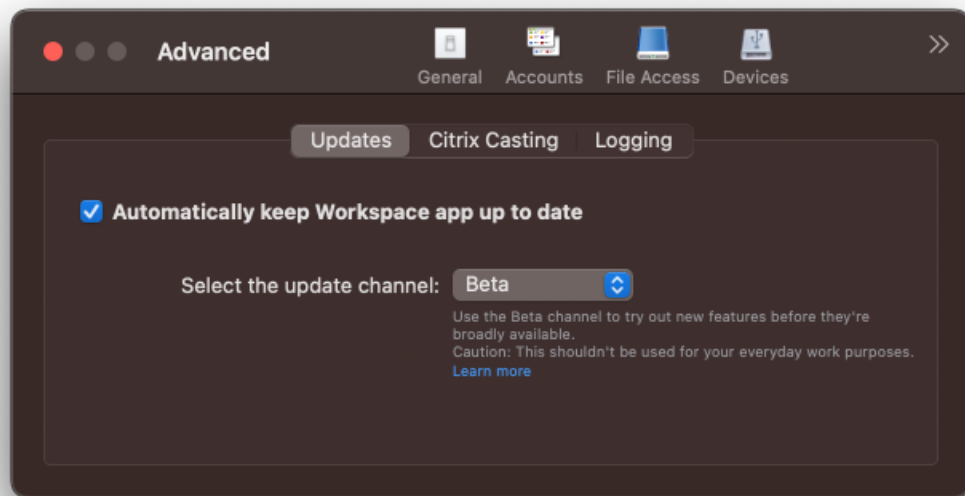 Advanced
General
Accounts
File Access
Devices
Updates
Citrix Casting
Logging
Automatically keep Workspace app up to date
Select the update channel: Beta
Use the Beta channel to try out new features before they're
broadly available.
Caution: This shouldn't be used for your everyday work purposes.
Learn more